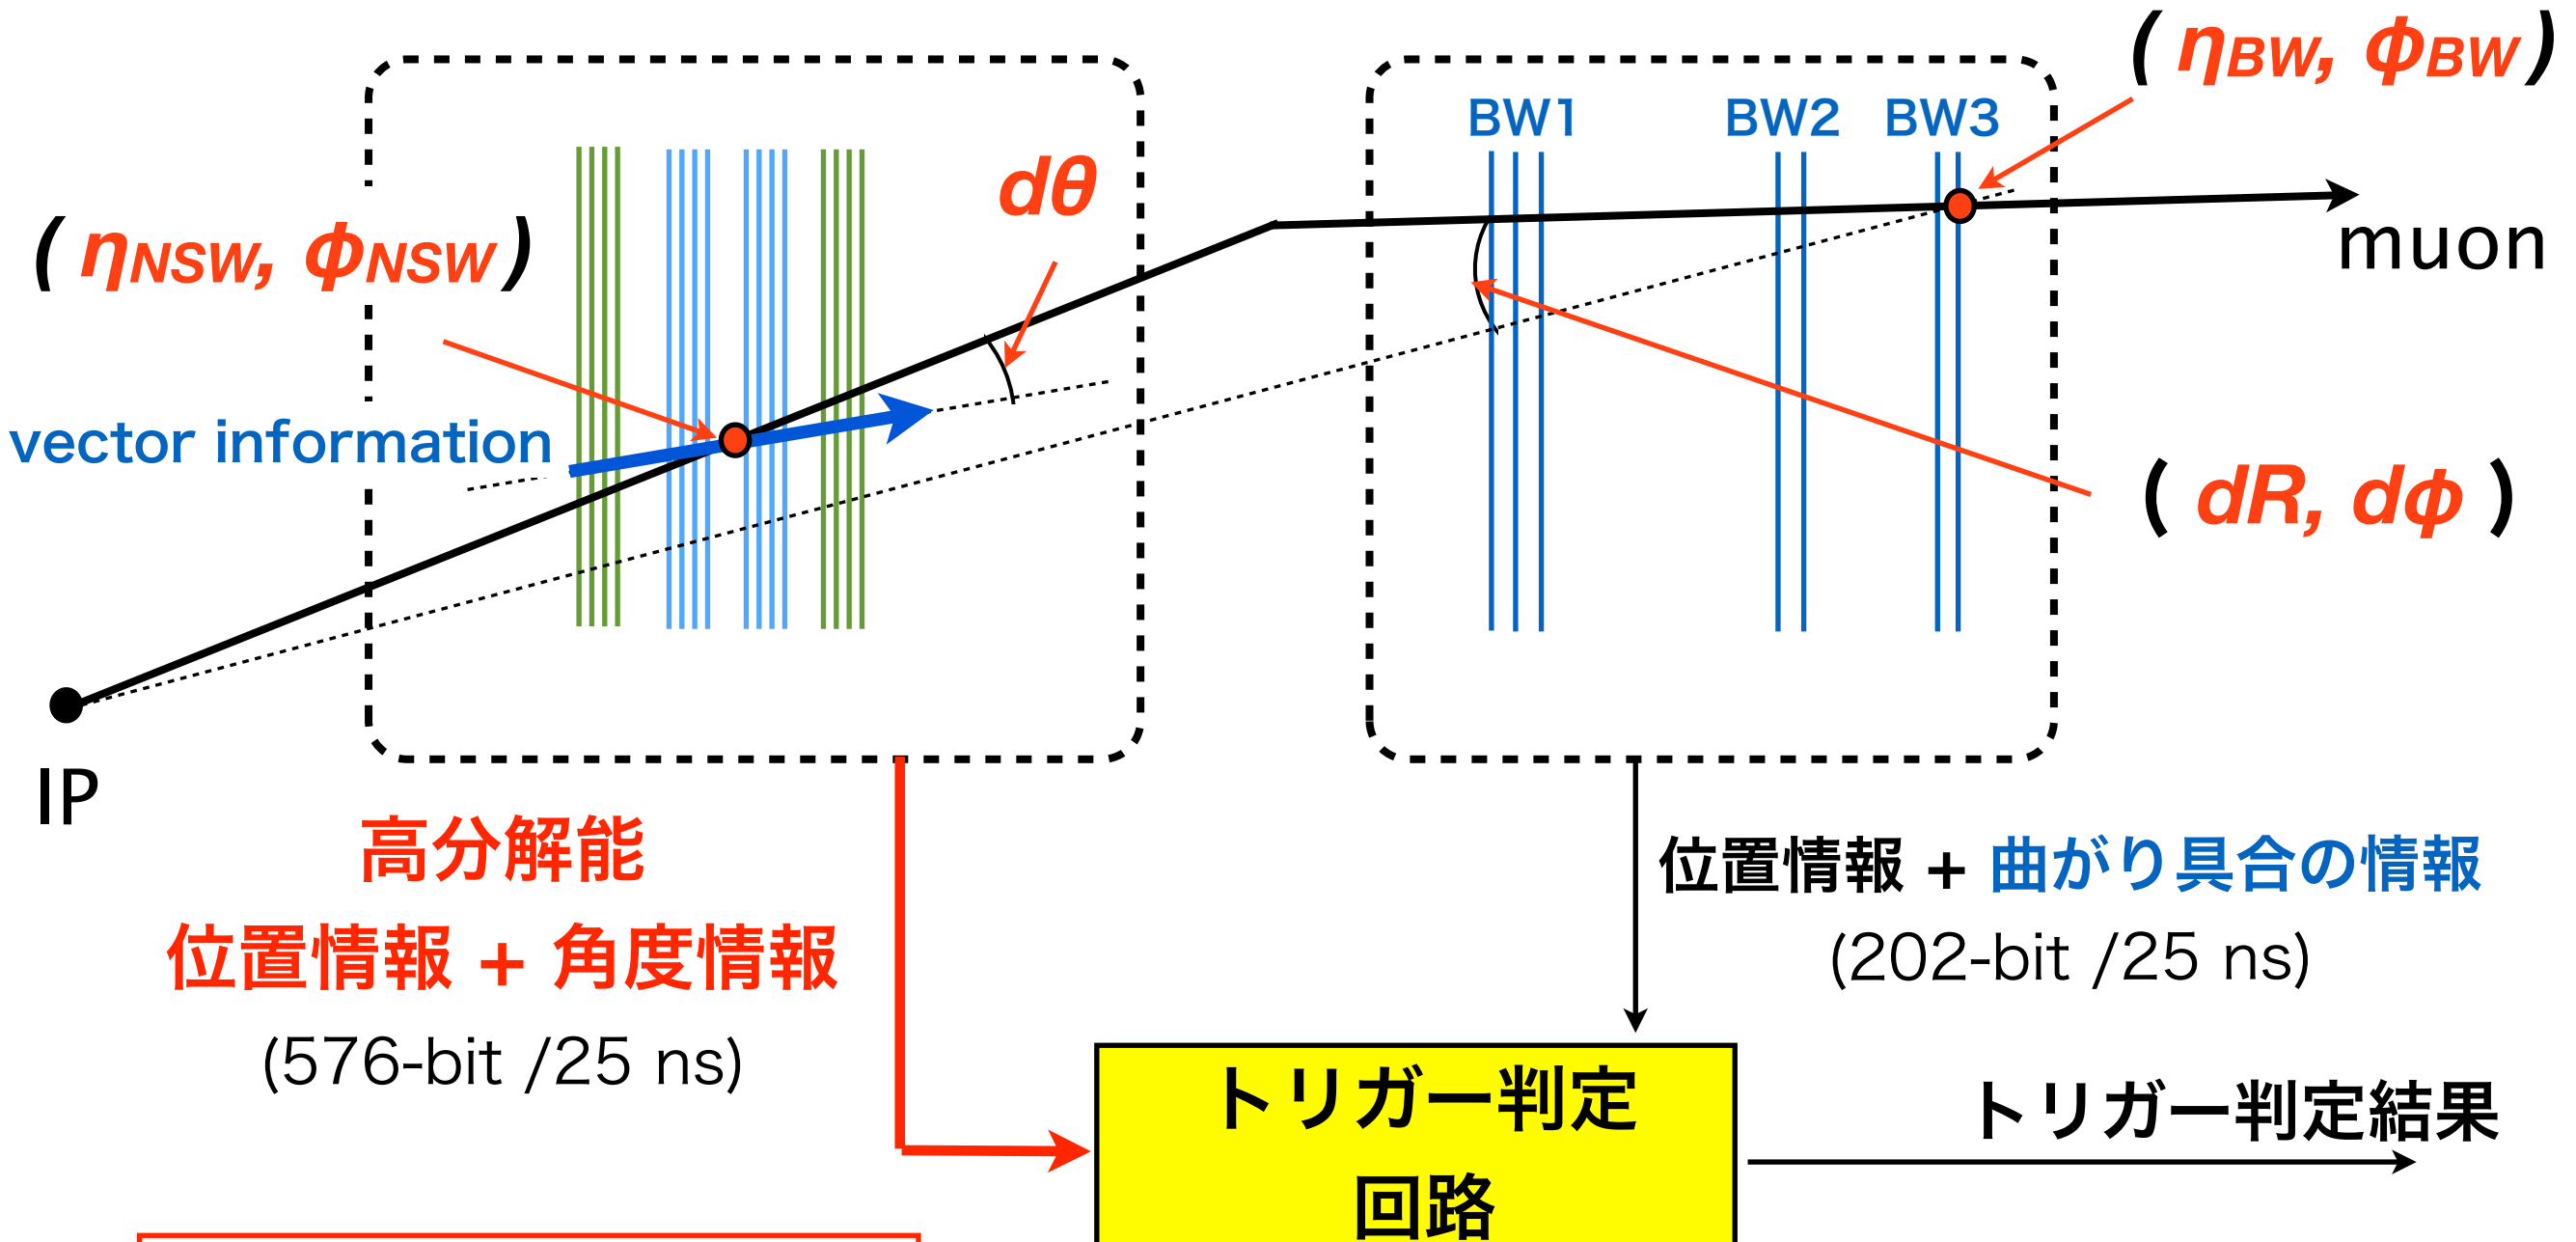 ( ηBW, ϕBW )
BW1 BW2 BW3
dθ
( ηNSW, ϕNSW )
muon
vector information
( dR, dϕ )
IP
高分解能
位置情報 + 角度情報
(576-bit /25 ns)
位置情報 + 曲がり具合の情報
(202-bit /25 ns)
トリガー判定
回路
トリガー判定結果